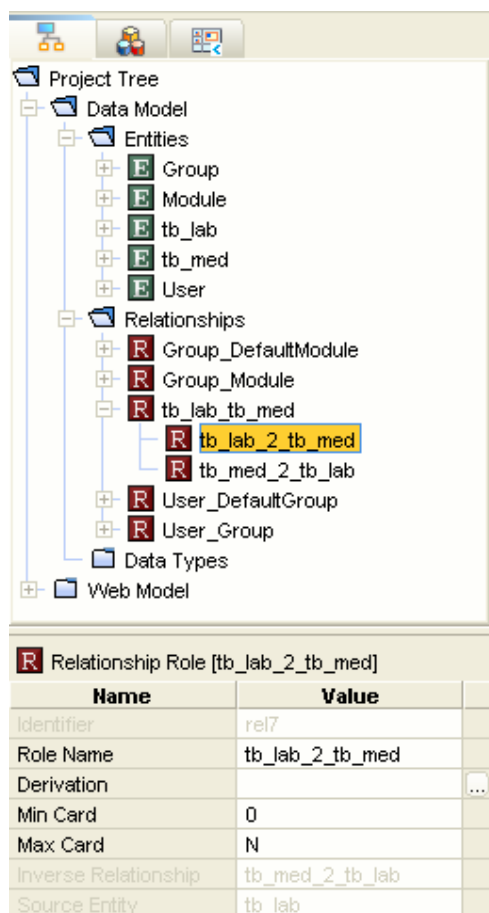 Project Tree
Data Model
Entities
E Group
E Module
E tb_lab
E tb_med
E User
Relationships
R Group_DefaultModule
R Group_Module
R tb_lab_tb_med
R tb_lab_2_tb_med
R tb_med_2_tb_lab
R User_DefaultGroup
R User_Group
Data Types
Web Model
R Relationship Role [tb_lab_2_tb_med]
Name Value
Identifier rel7
Role Name tb_lab_2_tb_med
Derivation ...
Min Card 0
Max Card N
Inverse Relationship tb_med_2_tb_lab
Source Entity tb_lab